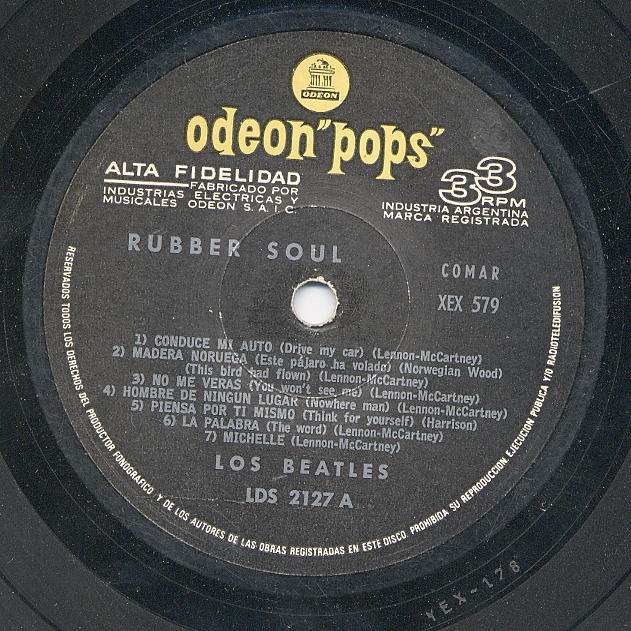 ODEON
odeon "pops"
ALTA FIDELIDAD
FABRICADO POR
INDUSTRIAS ELECTRICAS Y
MUSICALES ODEON S.A.I.C.
33 RPM
INDUSTRIA ARGENTINA
MARCA REGISTRADA
RUBBER SOUL
COMAR
XEX 579
1) CONDUCE MI AUTO (Drive my car) (Lennon-McCartney)
2) MADERA NORUEGA (Este pájaro ha volado) (Norwegian Wood)
(This bird had flown) (Lennon-McCartney)
3) NO ME VERAS (You won't see me) (Lennon-McCartney)
4) HOMBRE DE NINGUN LUGAR (Nowhere man) (Lennon-McCartney)
5) PIENSA POR TI MISMO (Think for yourself) (Harrison)
6) LA PALABRA (The word) (Lennon-McCartney)
7) MICHELLE (Lennon-McCartney)
LOS BEATLES
LDS 2127 A
RESERVADOS TODOS LOS DERECHOS DEL PRODUCTOR FONOGRAFICO Y DE LOS AUTORES DE LAS OBRAS REGISTRADAS EN ESTE DISCO. PROHIBIDA SU REPRODUCCION, EJECUCION PUBLICA Y/O RADIOTELEDIFUSION
YEX-178